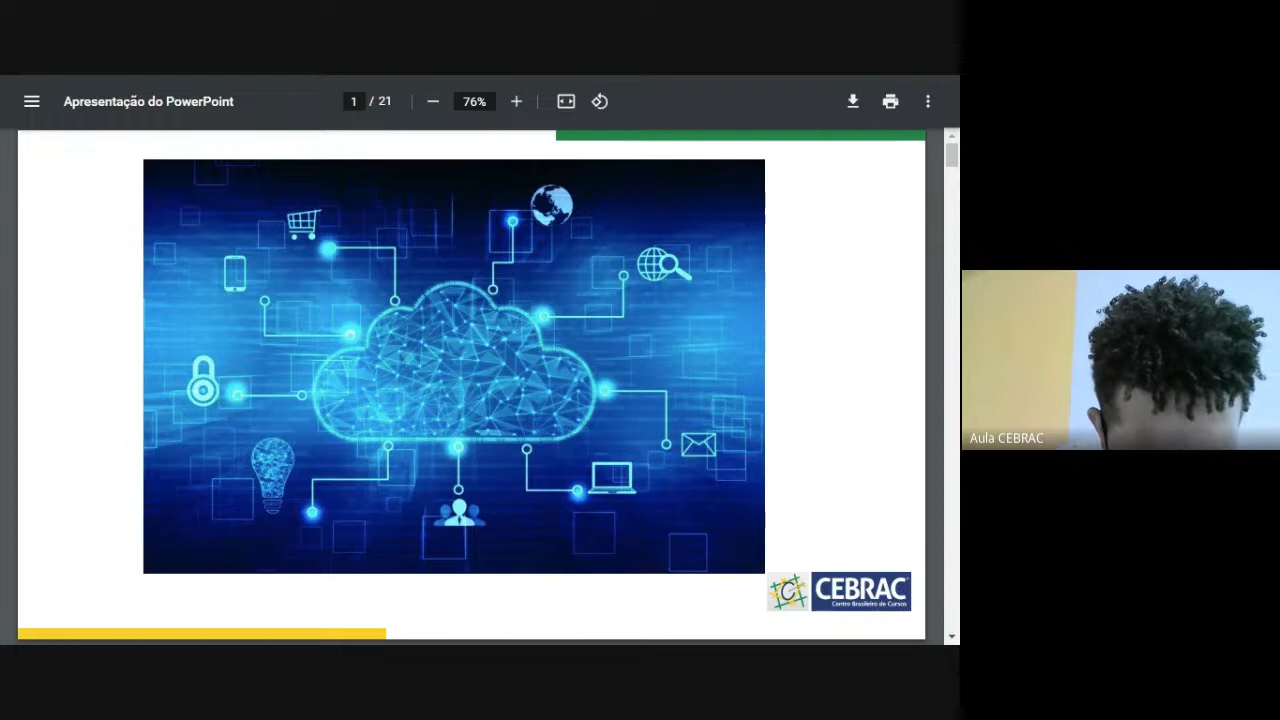 Apresentação do PowerPoint
1 / 21
76%
CEBRAC
Centro Brasileiro de Cursos
Aula CEBRAC